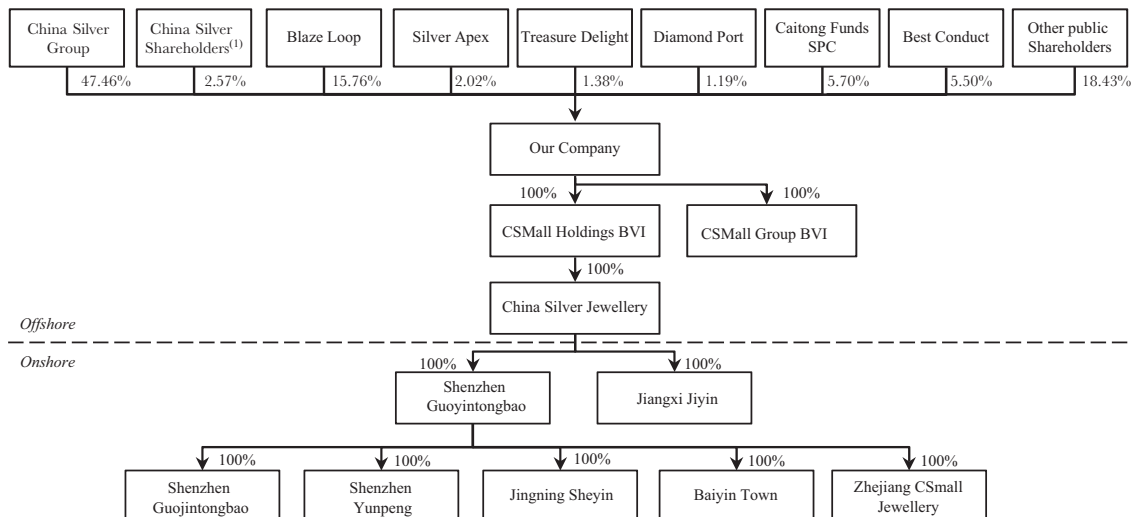 China Silver
Group
China Silver
Shareholders(1)
Blaze Loop
Silver Apex
Treasure Delight
Diamond Port
Caitong Funds
SPC
Best Conduct
Other public
Shareholders
47.46%
2.57%
15.76%
2.02%
1.38%
1.19%
5.70%
5.50%
18.43%
Our Company
100%
100%
CSMall Holdings BVI
CSMall Group BVI
100%
China Silver Jewellery
Offshore
Onshore
100%
100%
Shenzhen
Guoyintongbao
Jiangxi Jiyin
100%
100%
100%
100%
100%
Shenzhen
Guojintongbao
Shenzhen
Yunpeng
Jingning Sheyin
Baiyin Town
Zhejiang CSmall
Jewellery